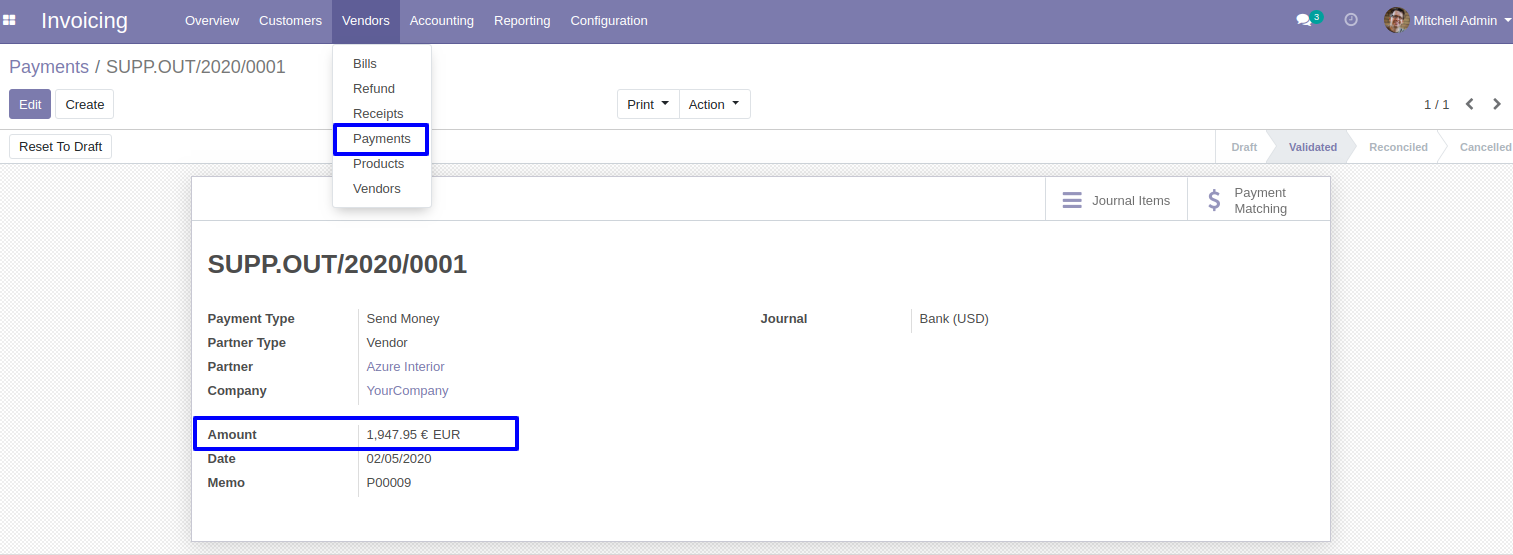 Invoicing Overview Customers Vendors Accounting Reporting Configuration 3 Mitchell Admin
Payments / SUPP.OUT/2020/0001
Bills
Refund
Receipts
Payments
Products
Vendors
Edit Create Print Action 1 / 1
Reset To Draft Draft Validated Reconciled Cancelled
Journal Items
Payment
Matching
SUPP.OUT/2020/0001
Payment Type Send Money Journal Bank (USD)
Partner Type Vendor
Partner Azure Interior
Company YourCompany
Amount 1,947.95 € EUR
Date 02/05/2020
Memo P00009